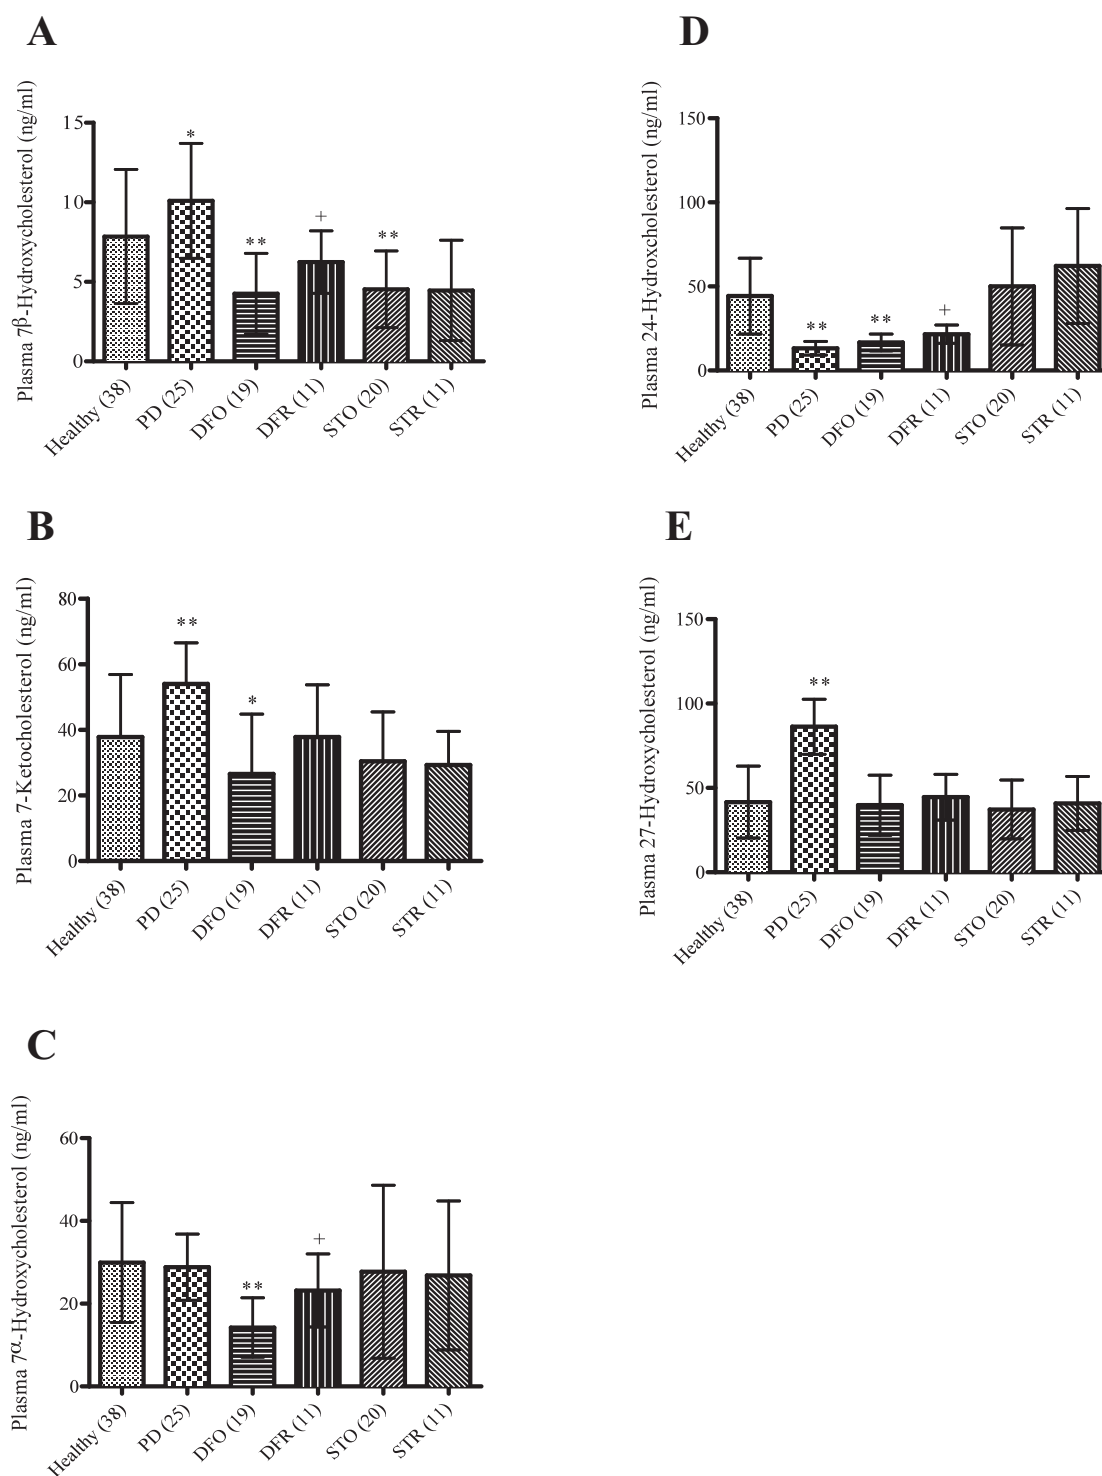 A
Plasma 7β-Hydroxycholesterol (ng/ml)
15
10
5
0
*
**
+
**
Healthy (38)
PD (25)
DFO (19)
DFR (11)
STO (20)
STR (11)
B
Plasma 7-Ketocholesterol (ng/ml)
80
60
40
20
0
**
*
Healthy (38)
PD (25)
DFO (19)
DFR (11)
STO (20)
STR (11)
C
Plasma 7α-Hydroxycholesterol (ng/ml)
60
40
20
0
**
+
Healthy (38)
PD (25)
DFO (19)
DFR (11)
STO (20)
STR (11)
D
Plasma 24-Hydroxcholesterol (ng/ml)
150
100
50
0
**
**
+
Healthy (38)
PD (25)
DFO (19)
DFR (11)
STO (20)
STR (11)
E
Plasma 27-Hydroxycholesterol (ng/ml)
150
100
50
0
**
Healthy (38)
PD (25)
DFO (19)
DFR (11)
STO (20)
STR (11)